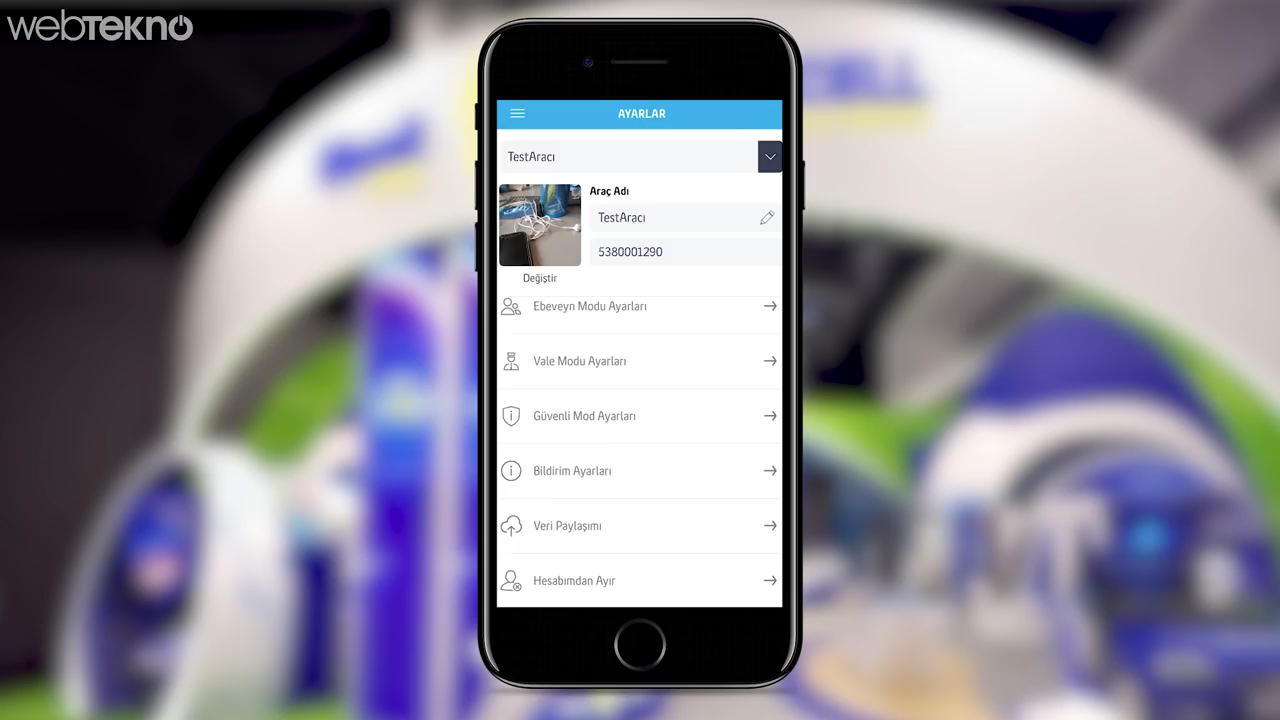 webTEKNO
AYARLAR
TestAracı
Araç Adı
TestAracı
5380001290
Değiştir
Ebeveyn Modu Ayarları
Vale Modu Ayarları
Güvenli Mod Ayarları
Bildirim Ayarları
Veri Paylaşımı
Hesabımdan Ayır